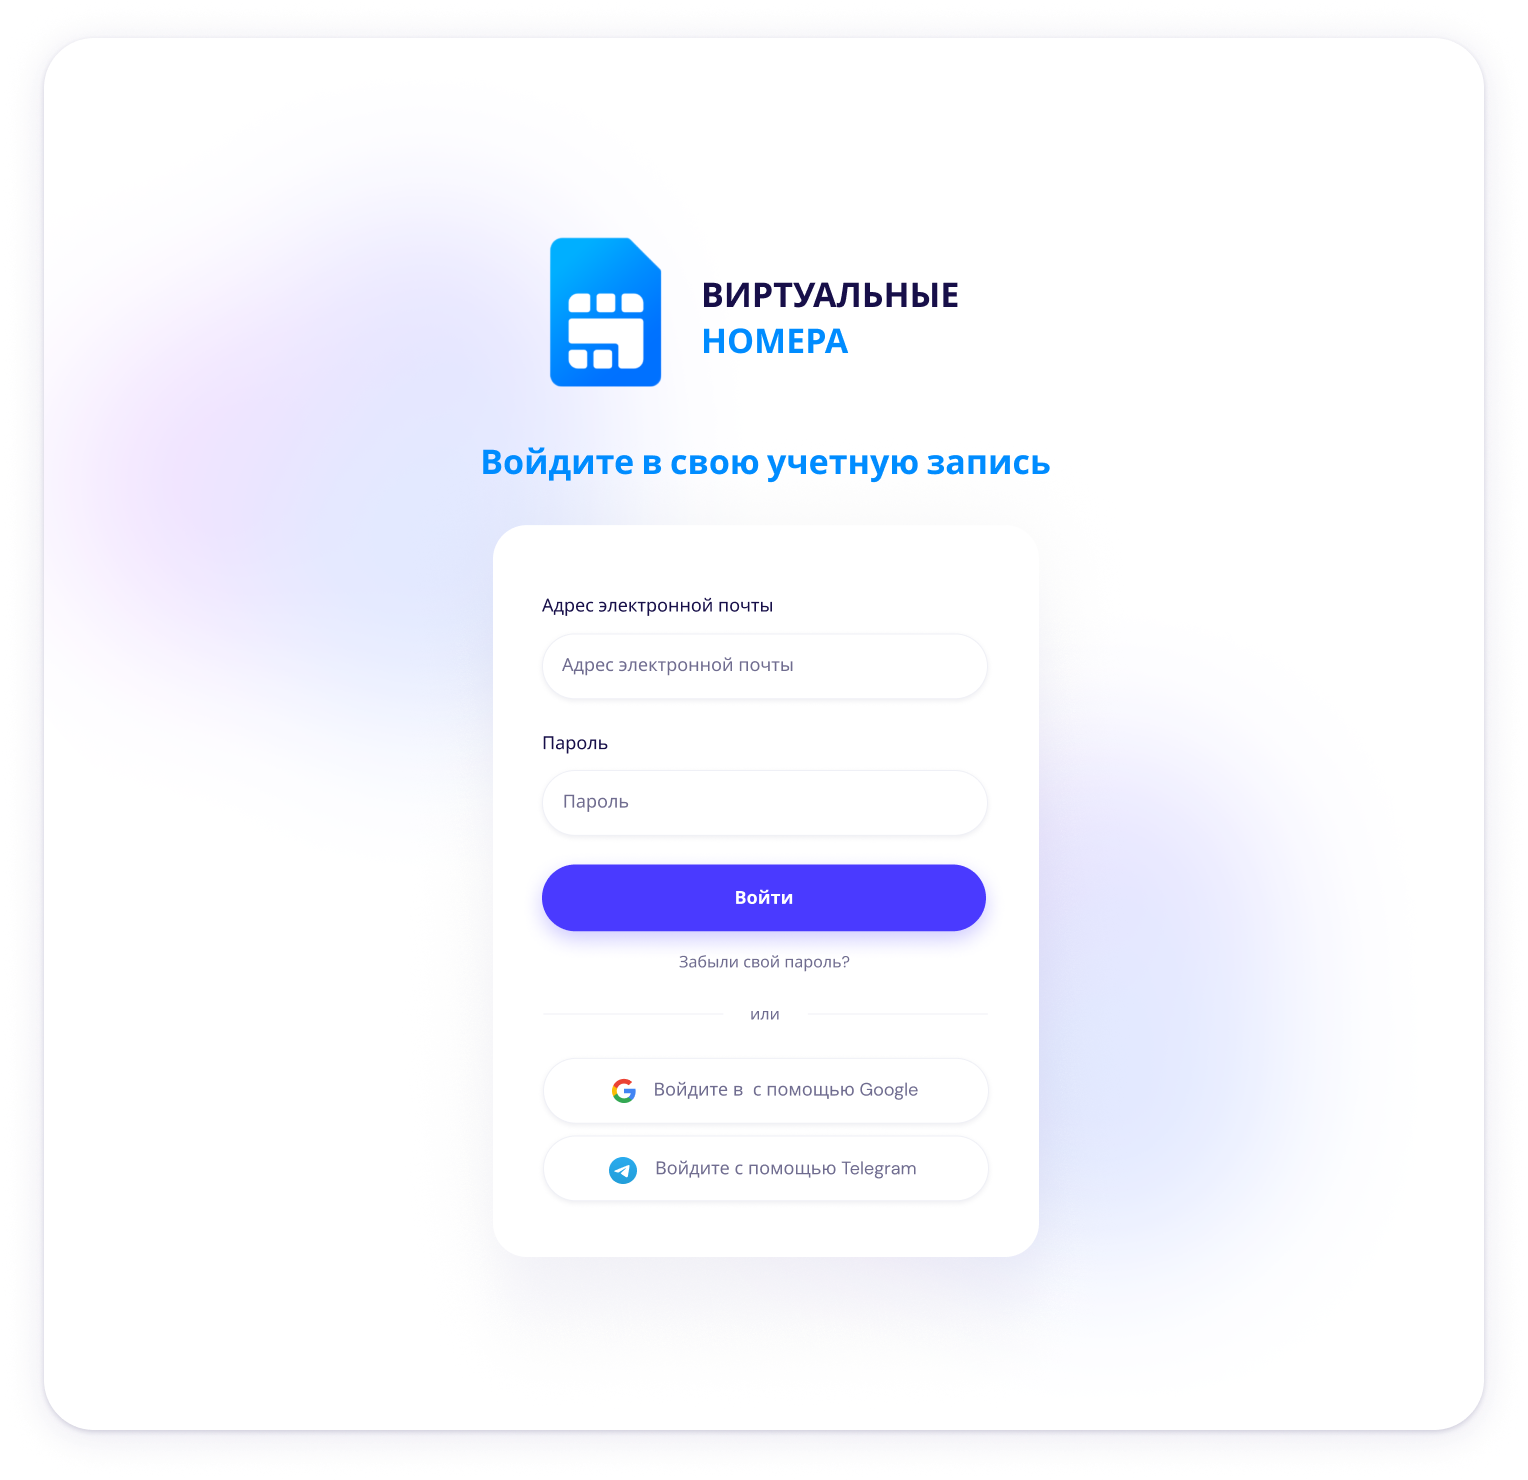 ВИРТУАЛЬНЫЕ
НОМЕРА
Войдите в свою учетную запись
Адрес электронной почты
Адрес электронной почты
Пароль
Пароль
Войти
Забыли свой пароль?
или
Войдите в  с помощью Google
Войдите с помощью Telegram